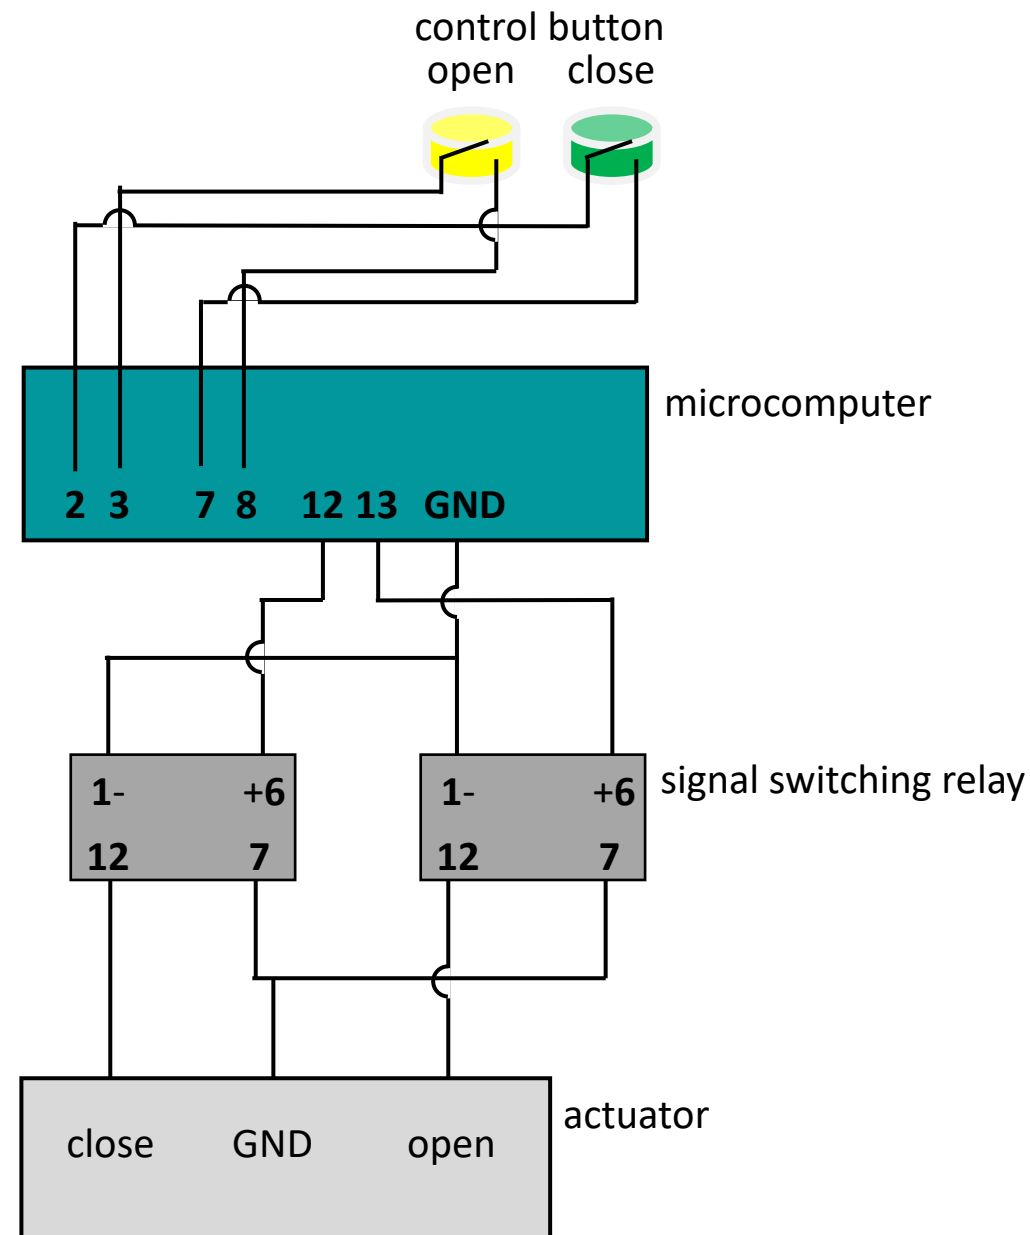 control button
open close
microcomputer
2 3 7 8 12 13 GND
1- +6 1- +6
signal switching relay
12 7 12 7
actuator
close GND open